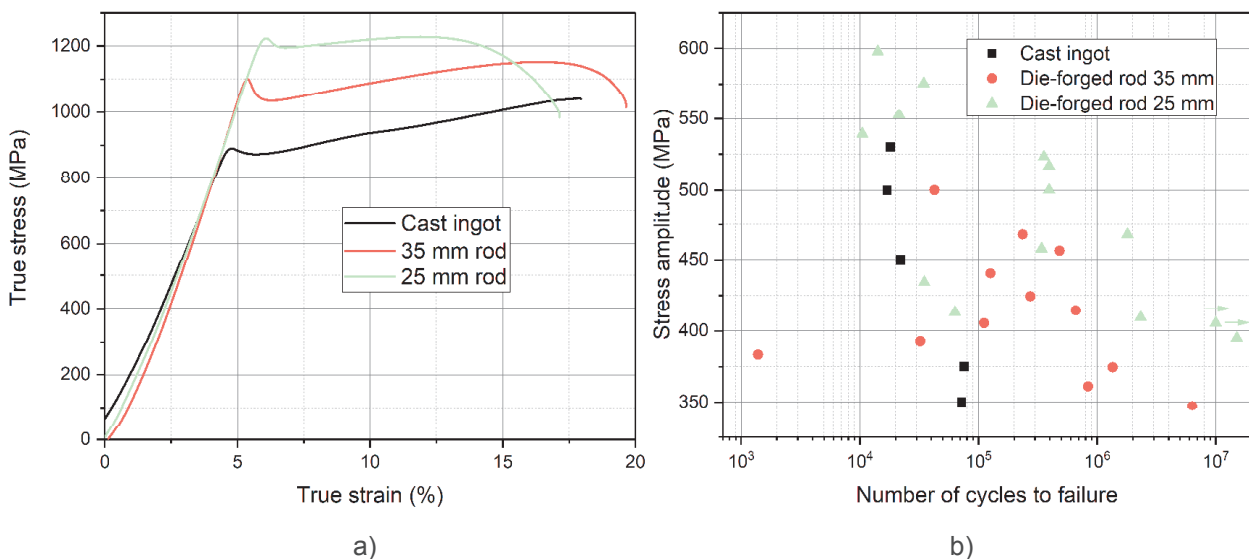 1200
1000
800
600
400
200
0
True stress (MPa)
Cast ingot
35 mm rod
25 mm rod
0 5 10 15 20
True strain (%)
a)
600
550
500
450
400
350
Stress amplitude (MPa)
Cast ingot
Die-forged rod 35 mm
Die-forged rod 25 mm
10³ 10⁴ 10⁵ 10⁶ 10⁷
Number of cycles to failure
b)